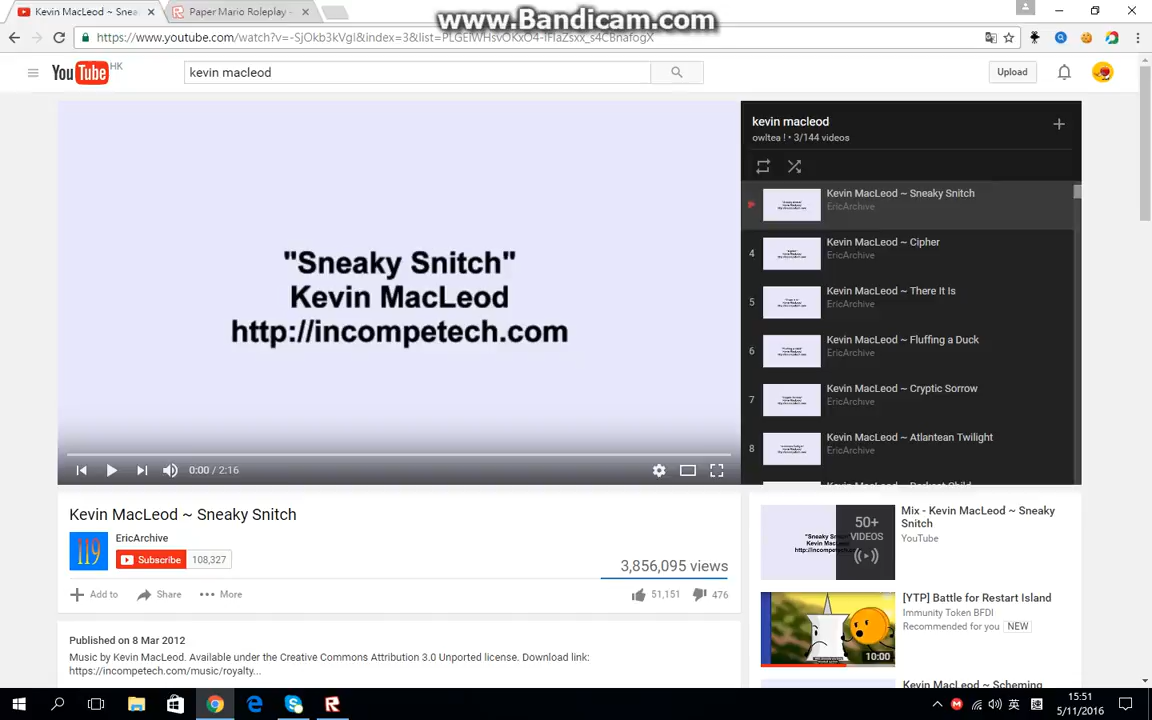 www.Bandicam.com
Kevin MacLeod ~ Snea
Paper Mario Roleplay -
https://www.youtube.com/watch?v=-SjOkb3kVgI&index=3&list=
YouTube HK
kevin macleod
Upload
"Sneaky Snitch"
Kevin MacLeod
http://incompetech.com
0:00 / 2:16
kevin macleod
owltea ! • 3/144 videos
Kevin MacLeod ~ Sneaky Snitch
EricArchive
4
Kevin MacLeod ~ Cipher
EricArchive
5
Kevin MacLeod ~ There It Is
EricArchive
6
Kevin MacLeod ~ Fluffing a Duck
EricArchive
7
Kevin MacLeod ~ Cryptic Sorrow
EricArchive
8
Kevin MacLeod ~ Atlantean Twilight
EricArchive
Kevin MacLeod ~ Sneaky Snitch
119
EricArchive
Subscribe 108,327
3,856,095 views
Add to Share More
51,151 476
Published on 8 Mar 2012
Music by Kevin MacLeod. Available under the Creative Commons Attribution 3.0 Unported license. Download link:
https://incompetech.com/music/royalty...
50+
VIDEOS
Mix - Kevin MacLeod ~ Sneaky
Snitch
YouTube
[YTP] Battle for Restart Island
Immunity Token BFDI
Recommended for you NEW
10:00
Kevin MacLeod ~ Scheming
英
15:51
5/11/2016